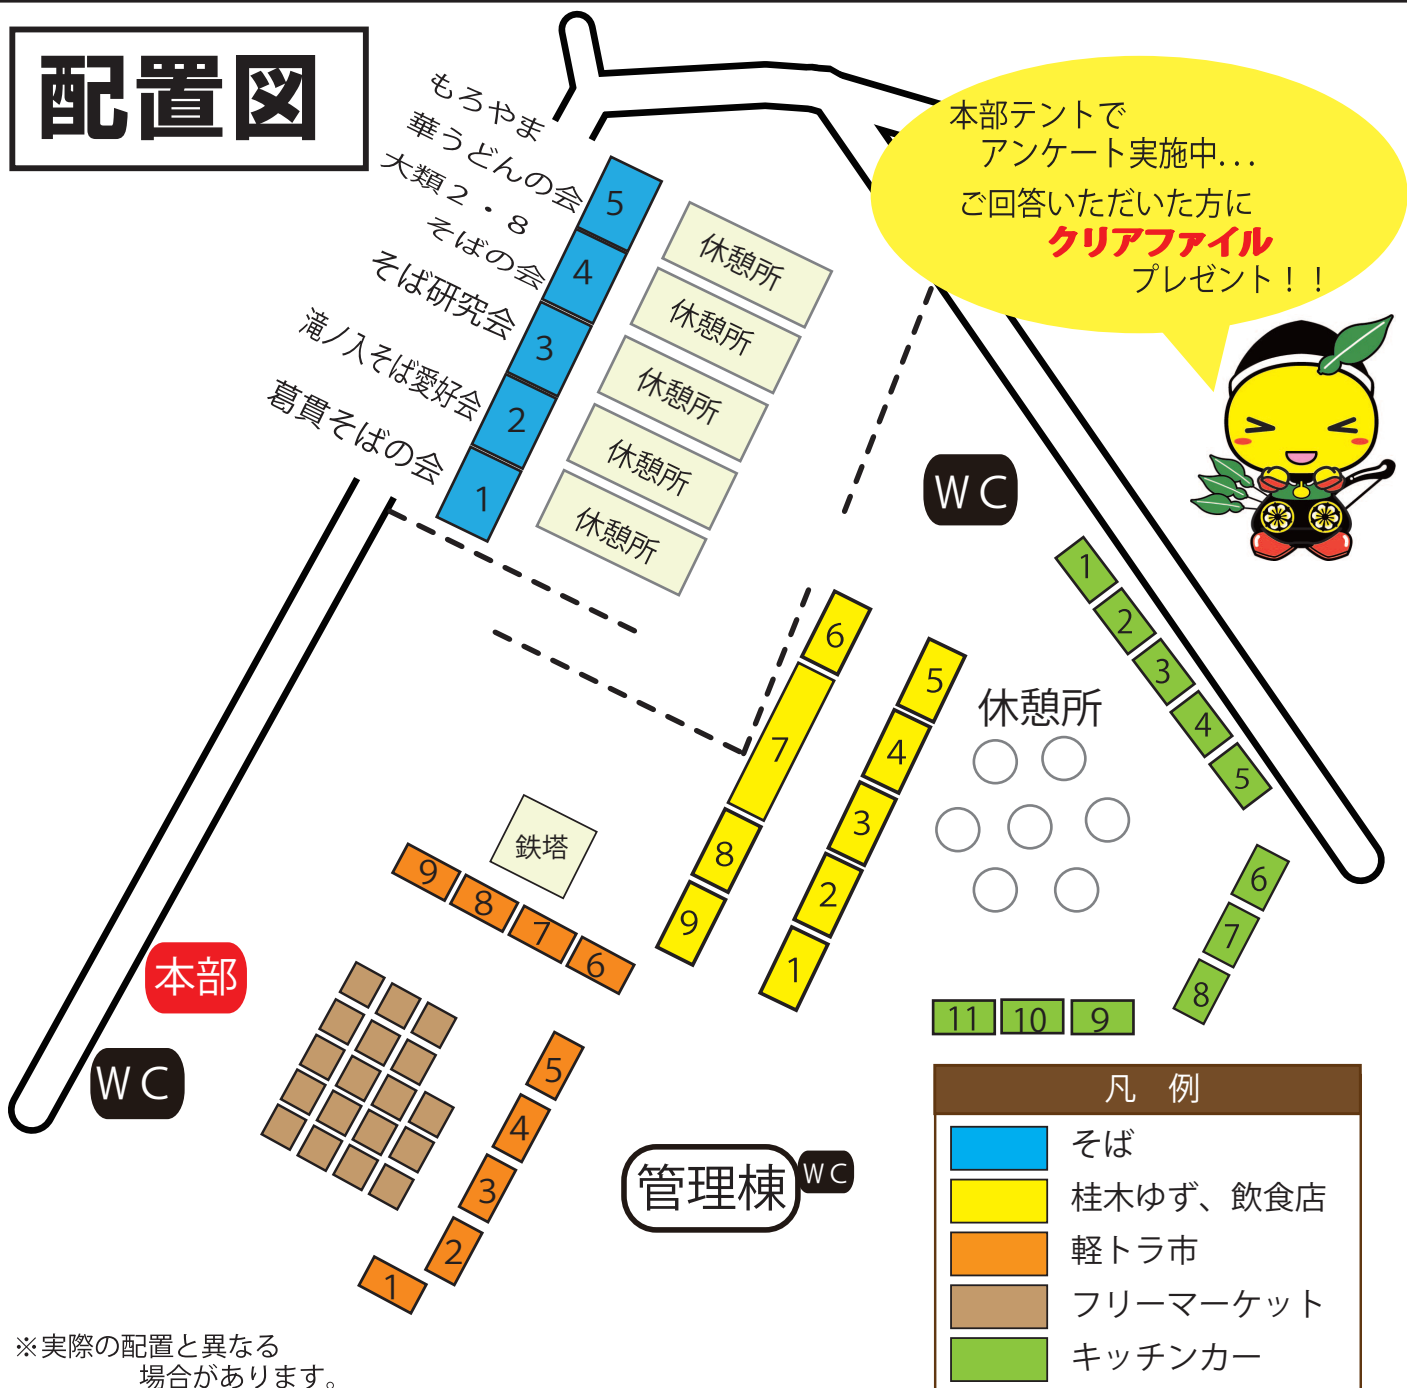 配置図
本部テントで
アンケート実施中...
ご回答いただいた方に
クリアファイル
プレゼント！！
もろやま
華うどんの会
大類２・８
そばの会
そば研究会
滝ノ入そば愛好会
葛貫そばの会
5
4
3
2
1
休憩所
休憩所
休憩所
休憩所
休憩所
ＷＣ
1
2
3
4
5
6
7
8
9
10
11
休憩所
6
7
8
9
5
4
3
2
1
鉄塔
9
8
7
6
5
4
3
2
1
本部
ＷＣ
管理棟
ＷＣ
凡　例
そば
桂木ゆず、飲食店
軽トラ市
フリーマーケット
キッチンカー
※実際の配置と異なる
場合があります。